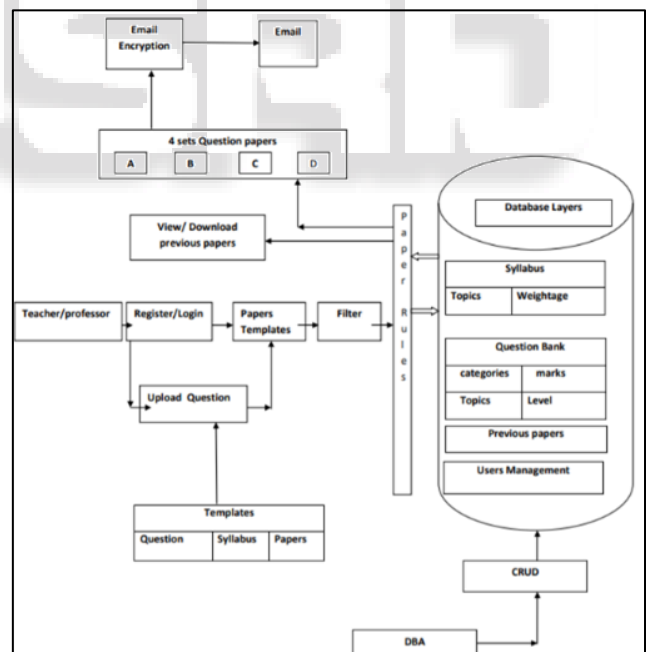 Email
Encryption
Email
4 sets Question papers
A B C D
View/ Download
previous papers
Paper Rules
Database Layers
Syllabus
Topics Weightage
Teacher/professor Register/Login Papers
Templates Filter
Question Bank
categories marks
Topics Level
Upload Question
Previous papers
Users Management
Templates
Question Syllabus Papers
CRUD
DBA